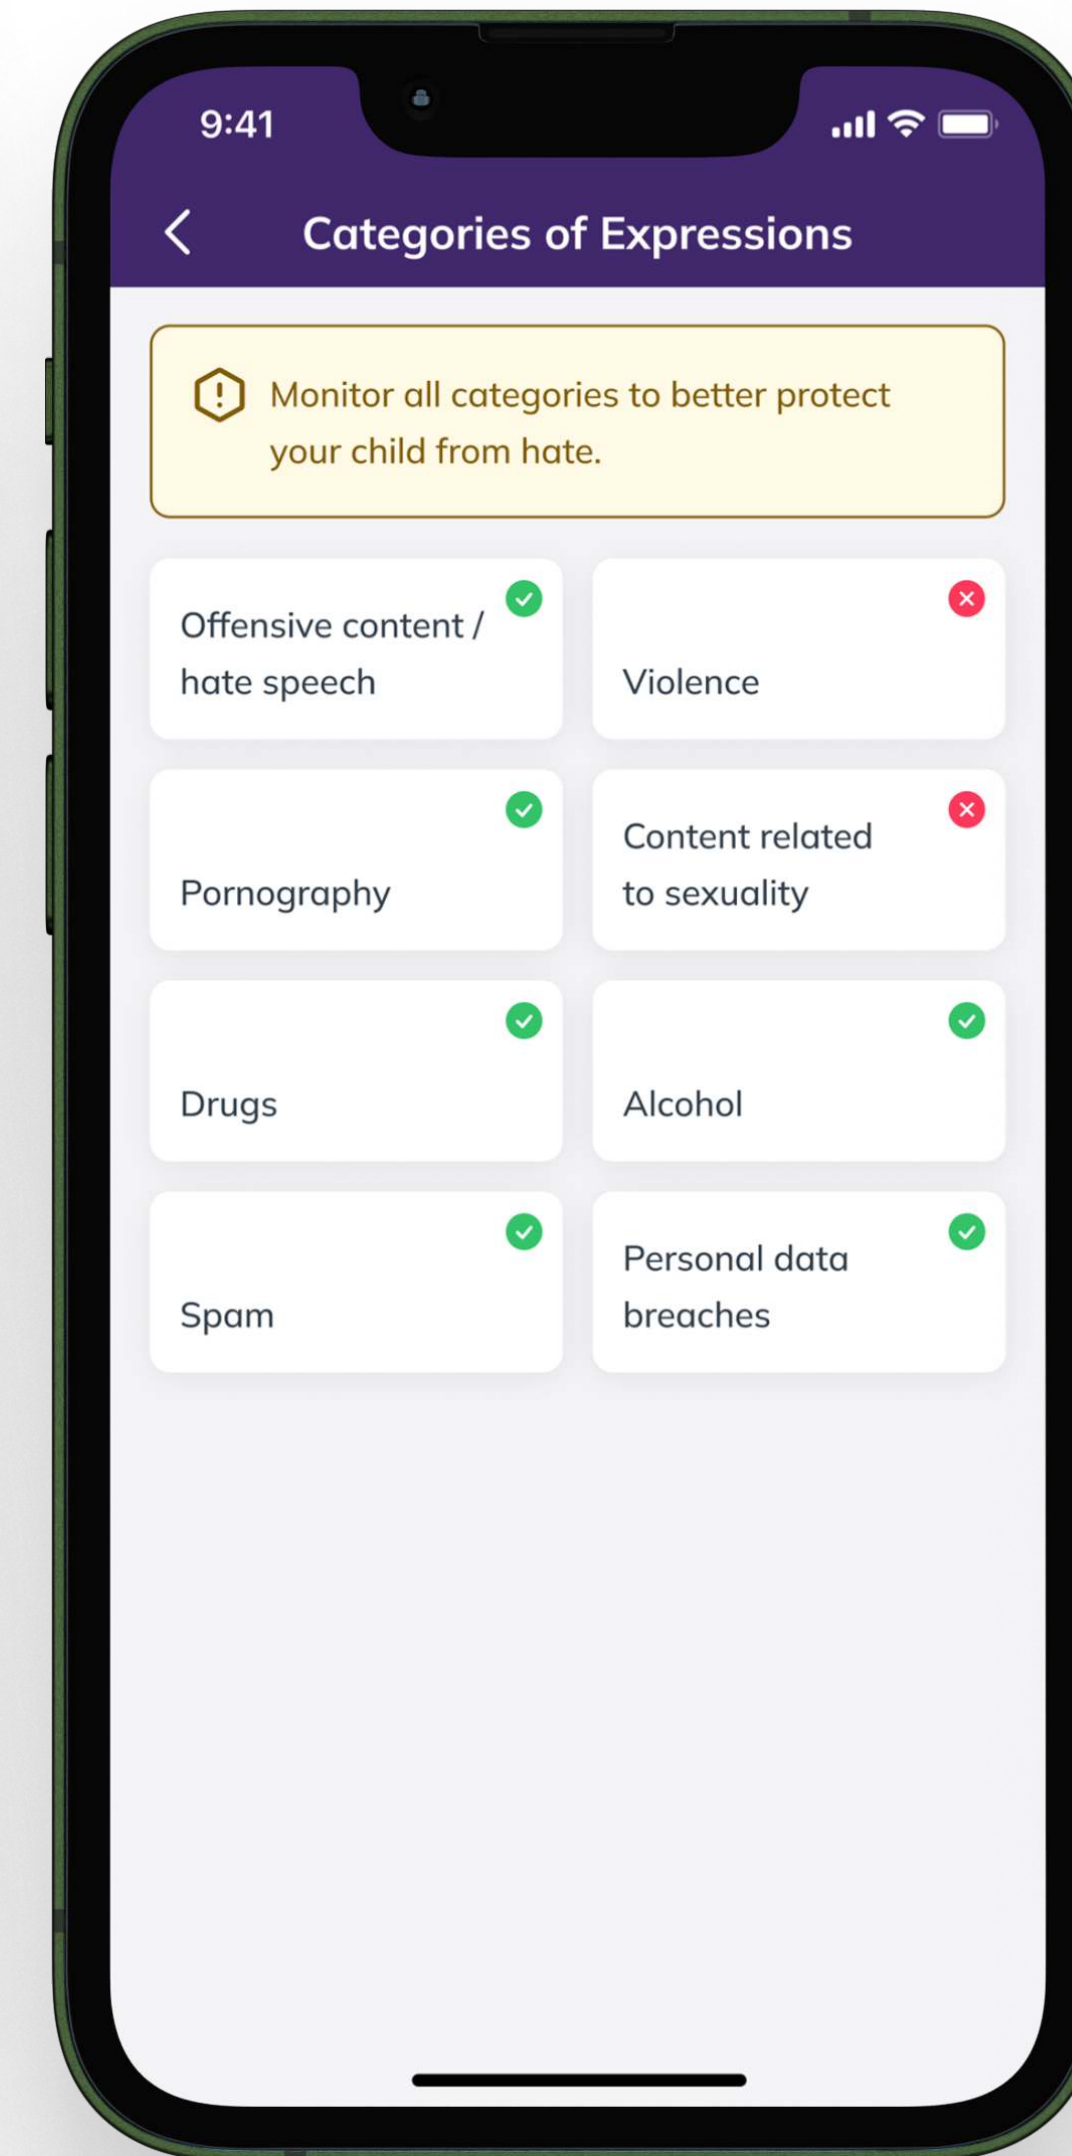 9:41
Categories of Expressions
Monitor all categories to better protect
your child from hate.
Offensive content /
hate speech
Violence
Pornography
Content related
to sexuality
Drugs
Alcohol
Spam
Personal data
breaches